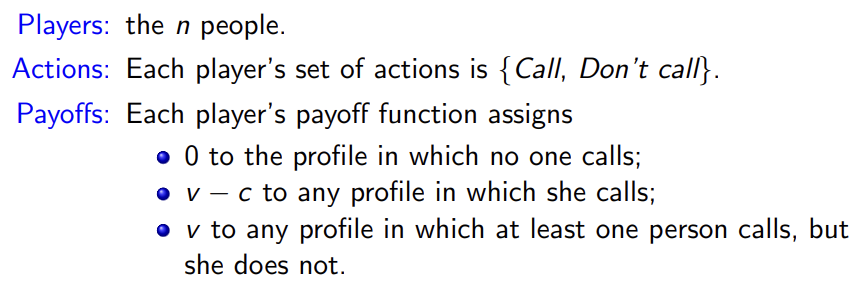 Players: the n people.
Actions: Each player's set of actions is {Call, Don't call}.
Payoffs: Each player's payoff function assigns
0 to the profile in which no one calls;
v − c to any profile in which she calls;
v to any profile in which at least one person calls, but
she does not.